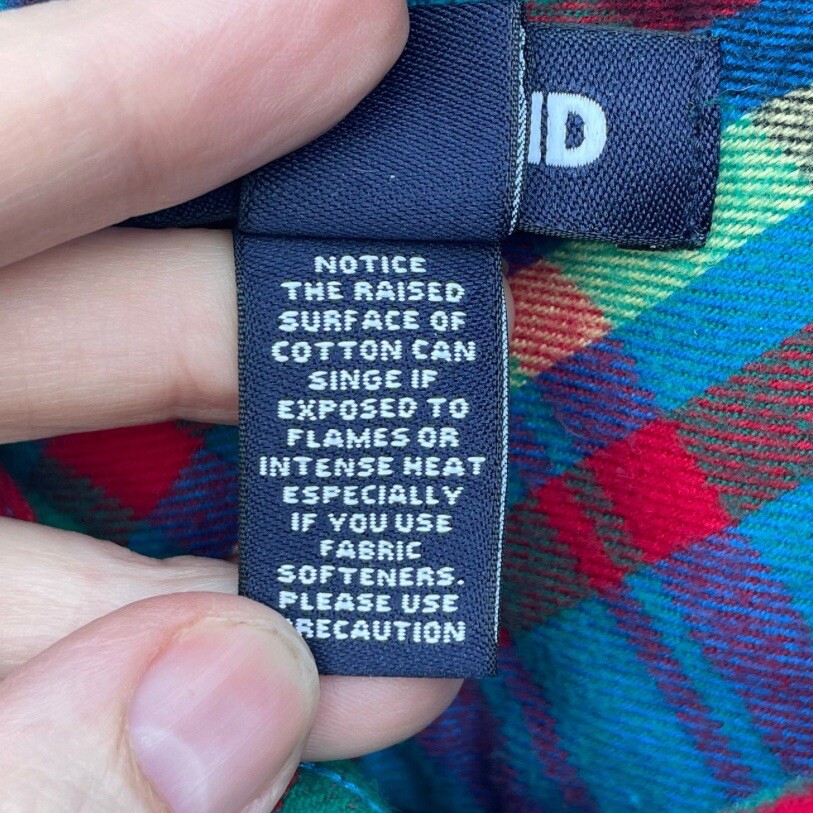 ID
NOTICE
THE RAISED
SURFACE OF
COTTON CAN
SINGE IF
EXPOSED TO
FLAMES OR
INTENSE HEAT
ESPECIALLY
IF YOU USE
FABRIC
SOFTENERS.
PLEASE USE
PRECAUTION